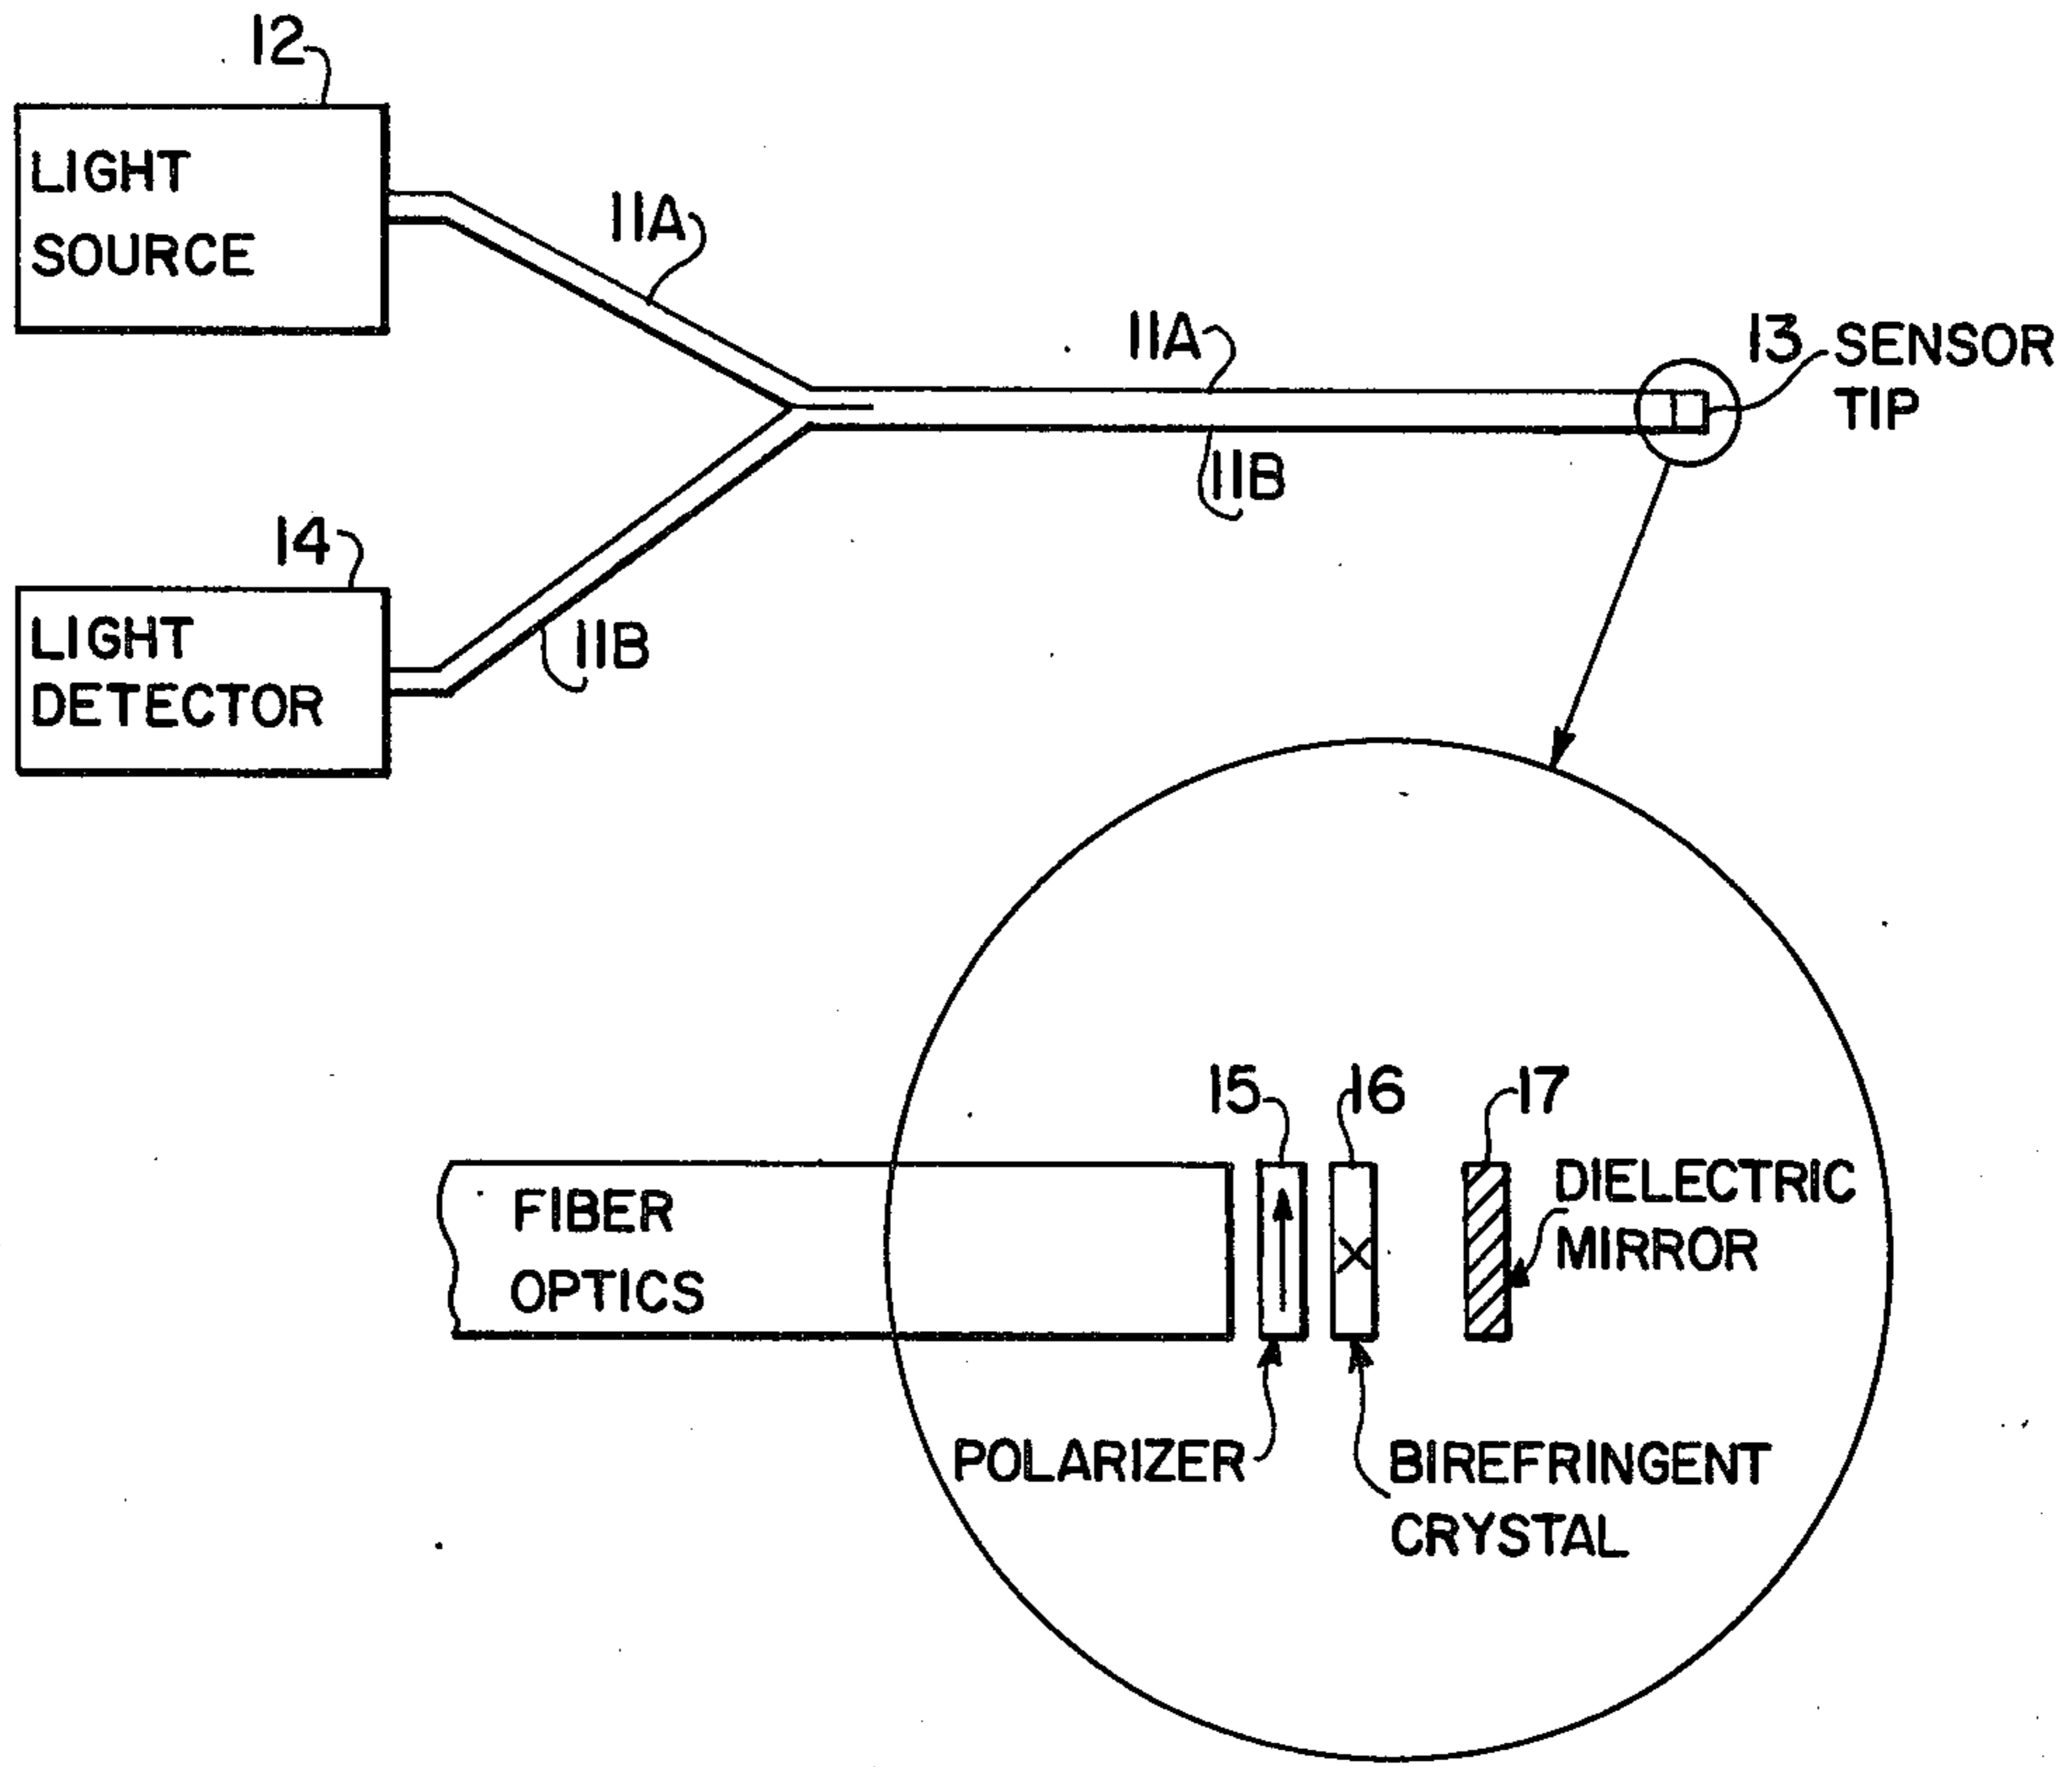 12
LIGHT
SOURCE
11A
11A
13 SENSOR
TIP
11B
14
LIGHT
DETECTOR
11B
15
16
17
DIELECTRIC
MIRROR
FIBER
OPTICS
POLARIZER
BIREFRINGENT
CRYSTAL